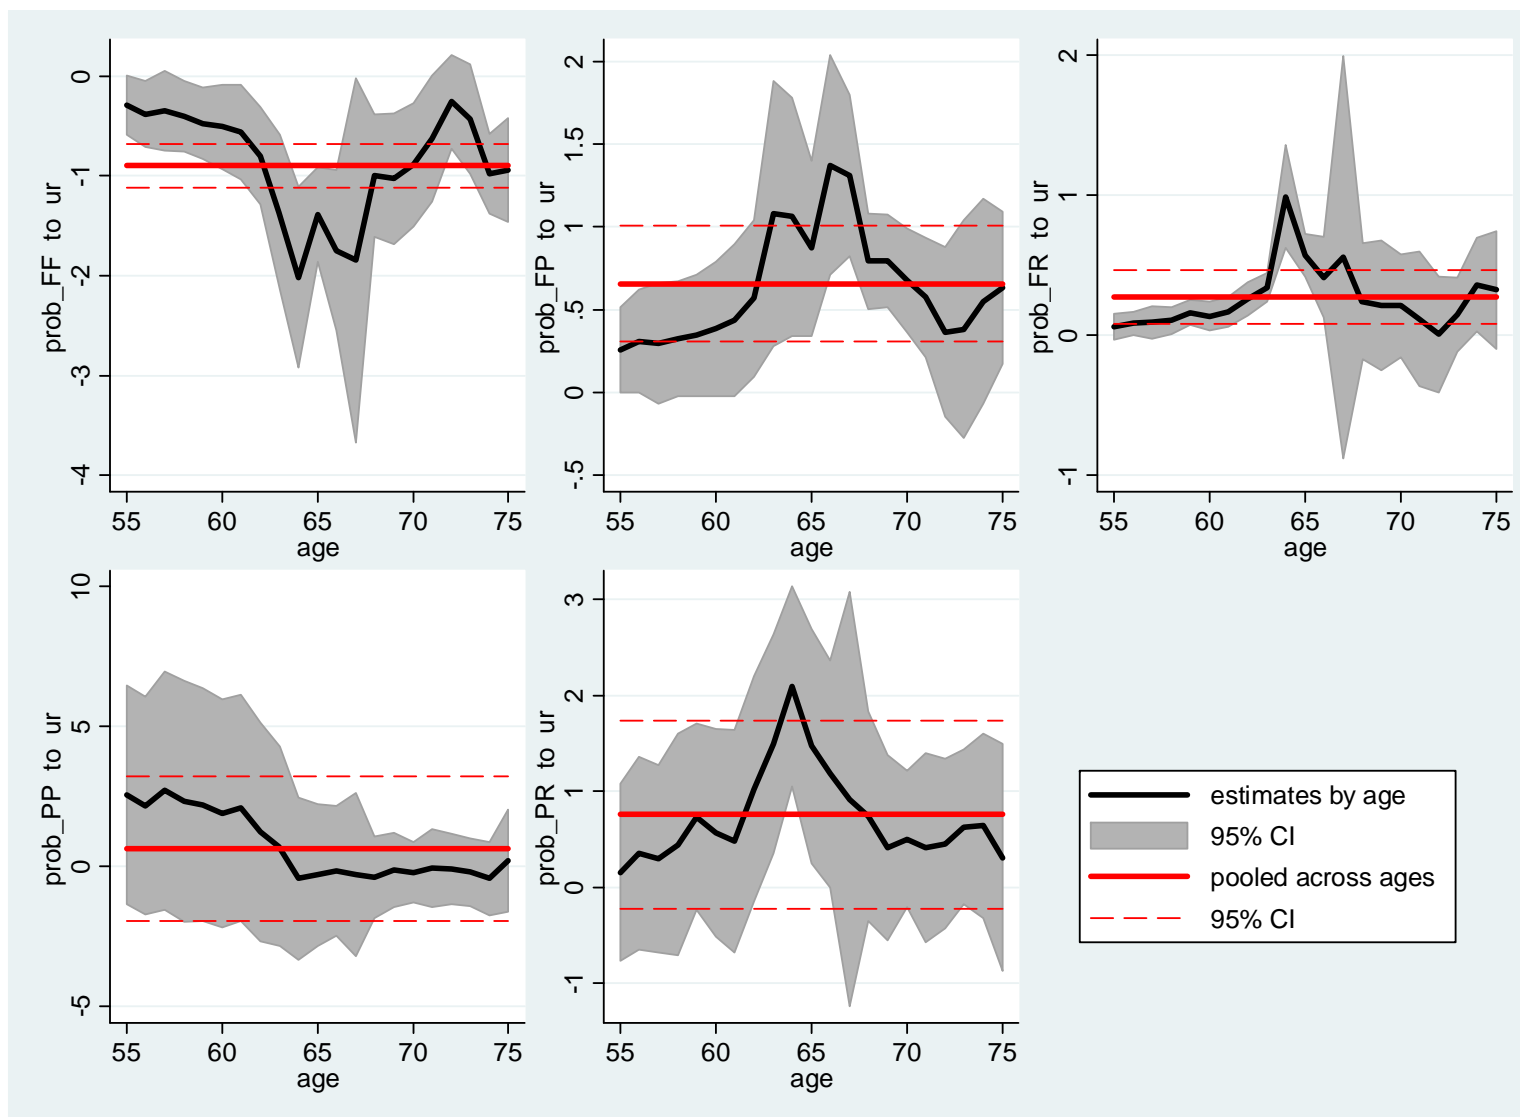 prob_FF to ur
0
-1
-2
-3
-4
55 60 65 70 75
age
prob_FP to ur
2
1.5
1
.5
0
-.5
55 60 65 70 75
age
prob_FR to ur
2
1
0
-1
55 60 65 70 75
age
prob_PP to ur
10
5
0
-5
55 60 65 70 75
age
prob_PR to ur
3
2
1
0
-1
55 60 65 70 75
age
estimates by age
95% CI
pooled across ages
95% CI